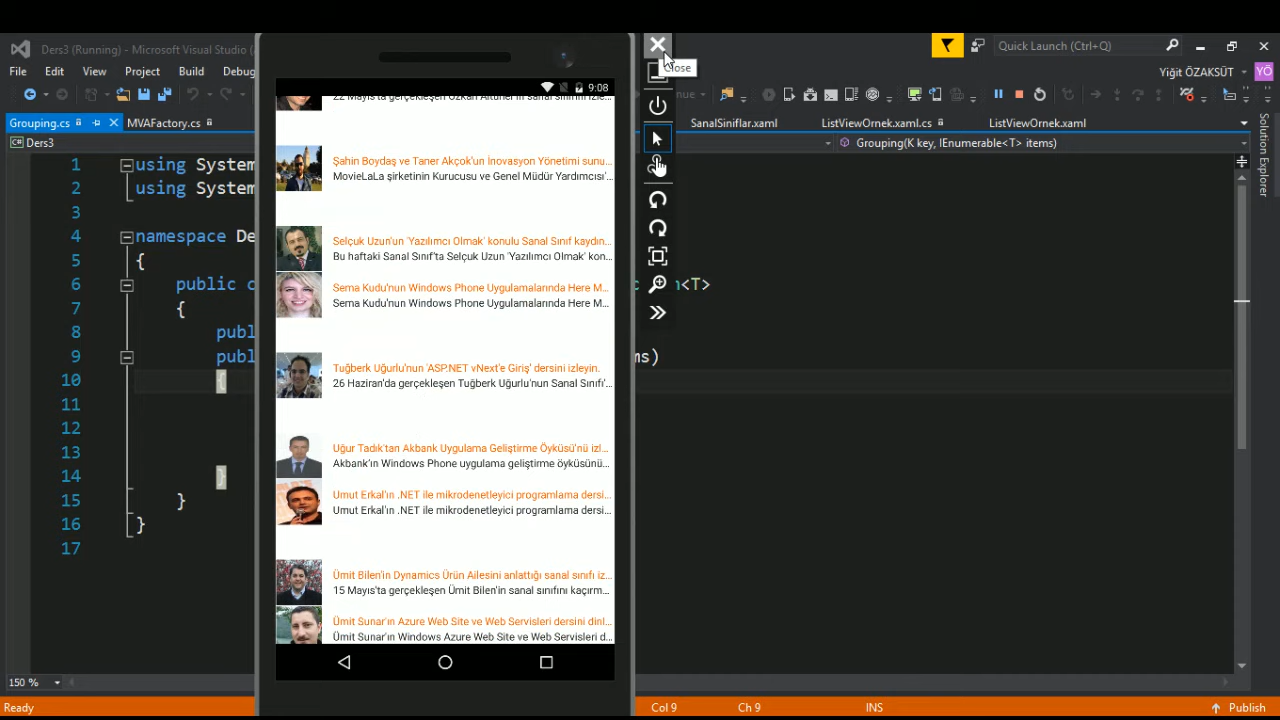 Ders3 (Running) - Microsoft Visual Studio (A
Quick Launch (Ctrl+Q)
File Edit View Project Build Debug
Yiğit ÖZAKSÜT YÖ
Close
Grouping.cs MVAFactory.cs SanalSiniflar.xaml ListViewOrnek.xaml.cs ListViewOrnek.xaml
Ders3 Grouping(K key, IEnumerable<T> items)
Solution Explorer
1 using System
2 using System
3
4 namespace De
5 {
6 public c n<T>
7 {
8 publ
9 publ ms)
10 {
11
12
13
14 }
15 }
16 }
17
9:08
22 Mayıs'ta gerçekleşen Özkan Altuner'in sanal sınırını izle...
Şahin Boydaş ve Taner Akçok'un İnovasyon Yönetimi sunu...
MovieLaLa şirketinin Kurucusu ve Genel Müdür Yardımcısı'...
Selçuk Uzun'un 'Yazılımcı Olmak' konulu Sanal Sınıf kaydın...
Bu haftaki Sanal Sınıf'ta Selçuk Uzun 'Yazılımcı Olmak' kon...
Sema Kudu'nun Windows Phone Uygulamalarında Here M...
Sema Kudu'nun Windows Phone Uygulamalarında Here M...
Tuğberk Uğurlu'nun 'ASP.NET vNext'e Giriş' dersini izleyin.
26 Haziran'da gerçekleşen Tuğberk Uğurlu'nun Sanal Sınıfı'...
Uğur Tadık'tan Akbank Uygulama Geliştirme Öyküsü'nü izl...
Akbank'ın Windows Phone uygulama geliştirme öyküsünü...
Umut Erkal'ın .NET ile mikrodenetleyici programlama dersi...
Umut Erkal'ın .NET ile mikrodenetleyici programlama dersi...
Ümit Bilen'in Dynamics Ürün Ailesini anlattığı sanal sınıfı iz...
15 Mayıs'ta gerçekleşen Ümit Bilen'in sanal sınıfını kaçırm...
Ümit Sunar'ın Azure Web Site ve Web Servisleri dersini dinl...
Ümit Sunar'ın Windows Azure Web Site ve Web Servisleri d...
150 %
Ready Col 9 Ch 9 INS Publish